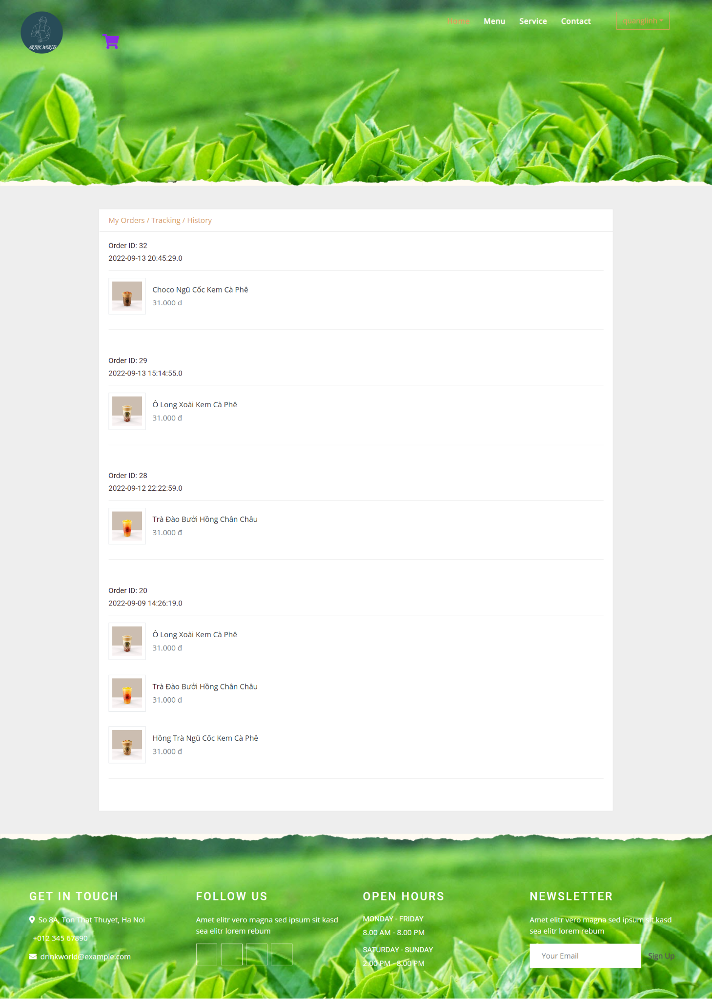 DRINK WORLD
Home
Menu
Service
Contact
quanglinh
My Orders / Tracking / History
Order ID: 32
2022-09-13 20:45:29.0
Choco Ngũ Cốc Kem Cà Phê
31.000 đ
Order ID: 29
2022-09-13 15:14:55.0
Ô Long Xoài Kem Cà Phê
31.000 đ
Order ID: 28
2022-09-12 22:22:59.0
Trà Đào Bưởi Hồng Chân Châu
31.000 đ
Order ID: 20
2022-09-09 14:26:19.0
Ô Long Xoài Kem Cà Phê
31.000 đ
Trà Đào Bưởi Hồng Chân Châu
31.000 đ
Hồng Trà Ngũ Cốc Kem Cà Phê
31.000 đ
GET IN TOUCH
So 8A, Ton That Thuyet, Ha Noi
+012 345 67890
drinkworld@example.com
FOLLOW US
Amet elitr vero magna sed ipsum sit kasd
sea elitr lorem rebum
OPEN HOURS
MONDAY - FRIDAY
8.00 AM - 8.00 PM
SATURDAY - SUNDAY
2.00 PM - 8.00 PM
NEWSLETTER
Amet elitr vero magna sed ipsum sit kasd
sea elitr lorem rebum
Your Email
Sign Up